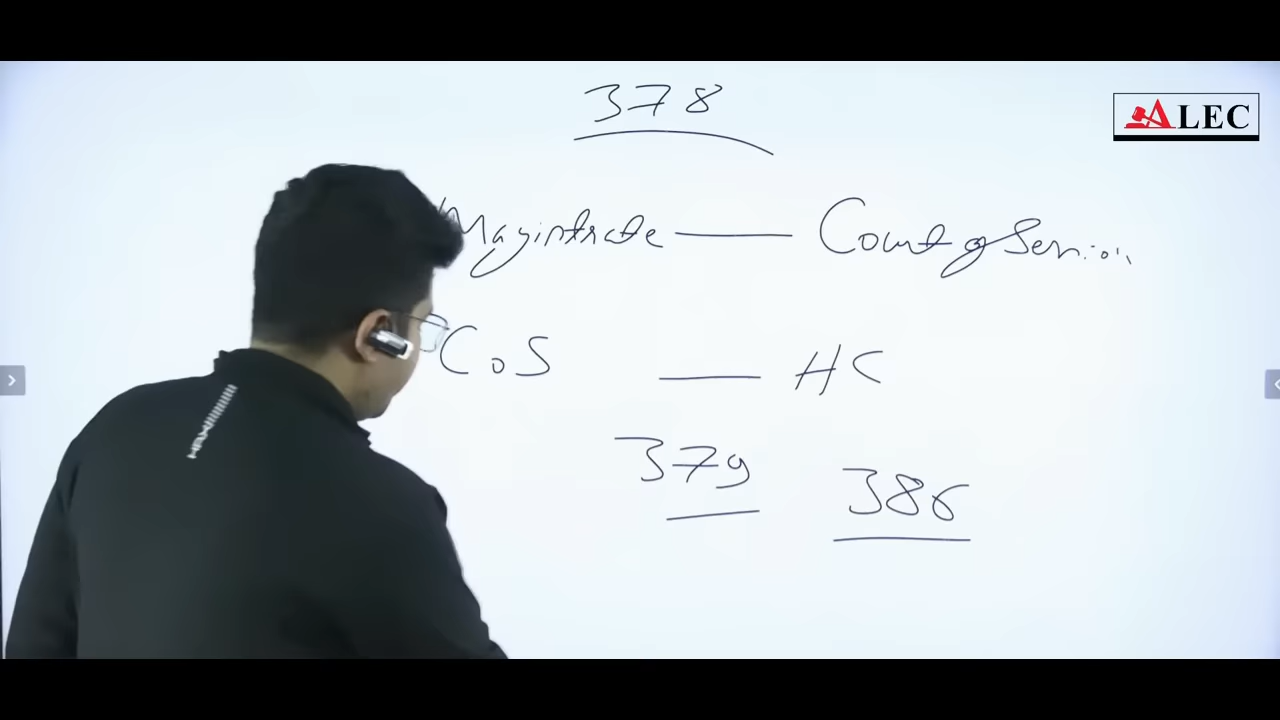 378
ALEC
Magistrate — Court of Session
CoS — HC
379 386